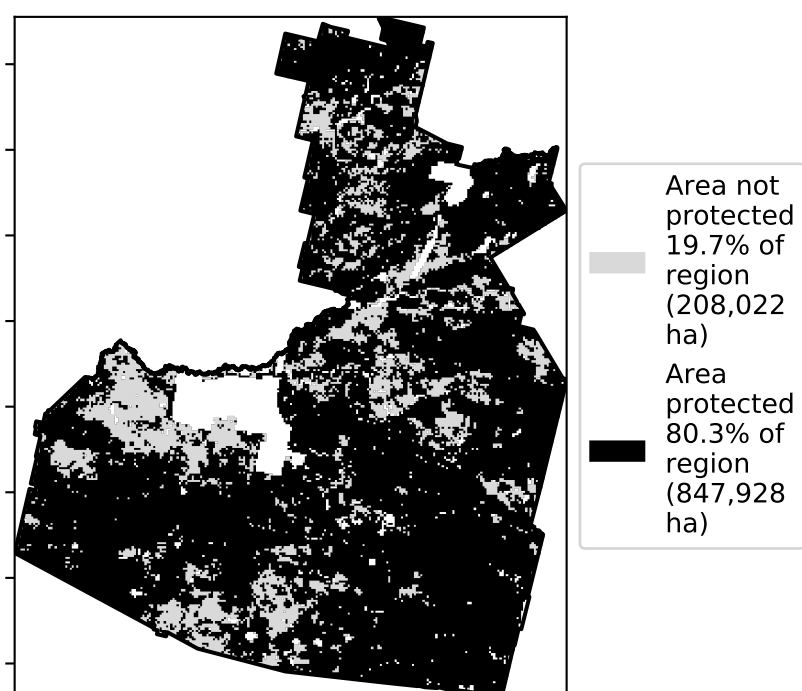 Area not
protected
19.7% of
region
(208,022
ha)
Area
protected
80.3% of
region
(847,928
ha)